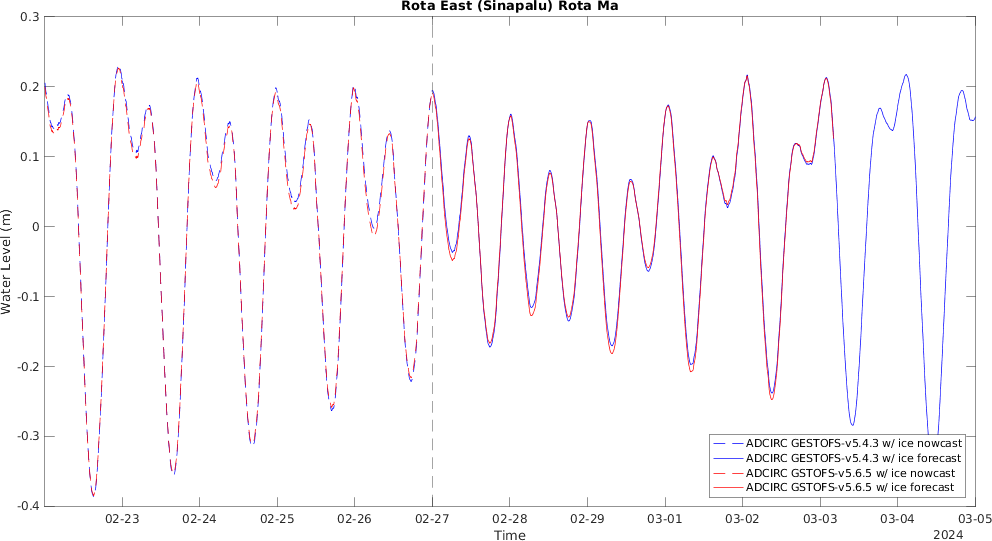 Rota East (Sinapalu) Rota Ma
0.3
0.2
0.1
0
-0.1
-0.2
-0.3
-0.4
Water Level (m)
ADCIRC GESTOFS-v5.4.3 w/ ice nowcast
ADCIRC GESTOFS-v5.4.3 w/ ice forecast
ADCIRC GSTOFS-v5.6.5 w/ ice nowcast
ADCIRC GSTOFS-v5.6.5 w/ ice forecast
02-23 02-24 02-25 02-26 02-27 02-28 02-29 03-01 03-02 03-03 03-04 03-05
Time
2024